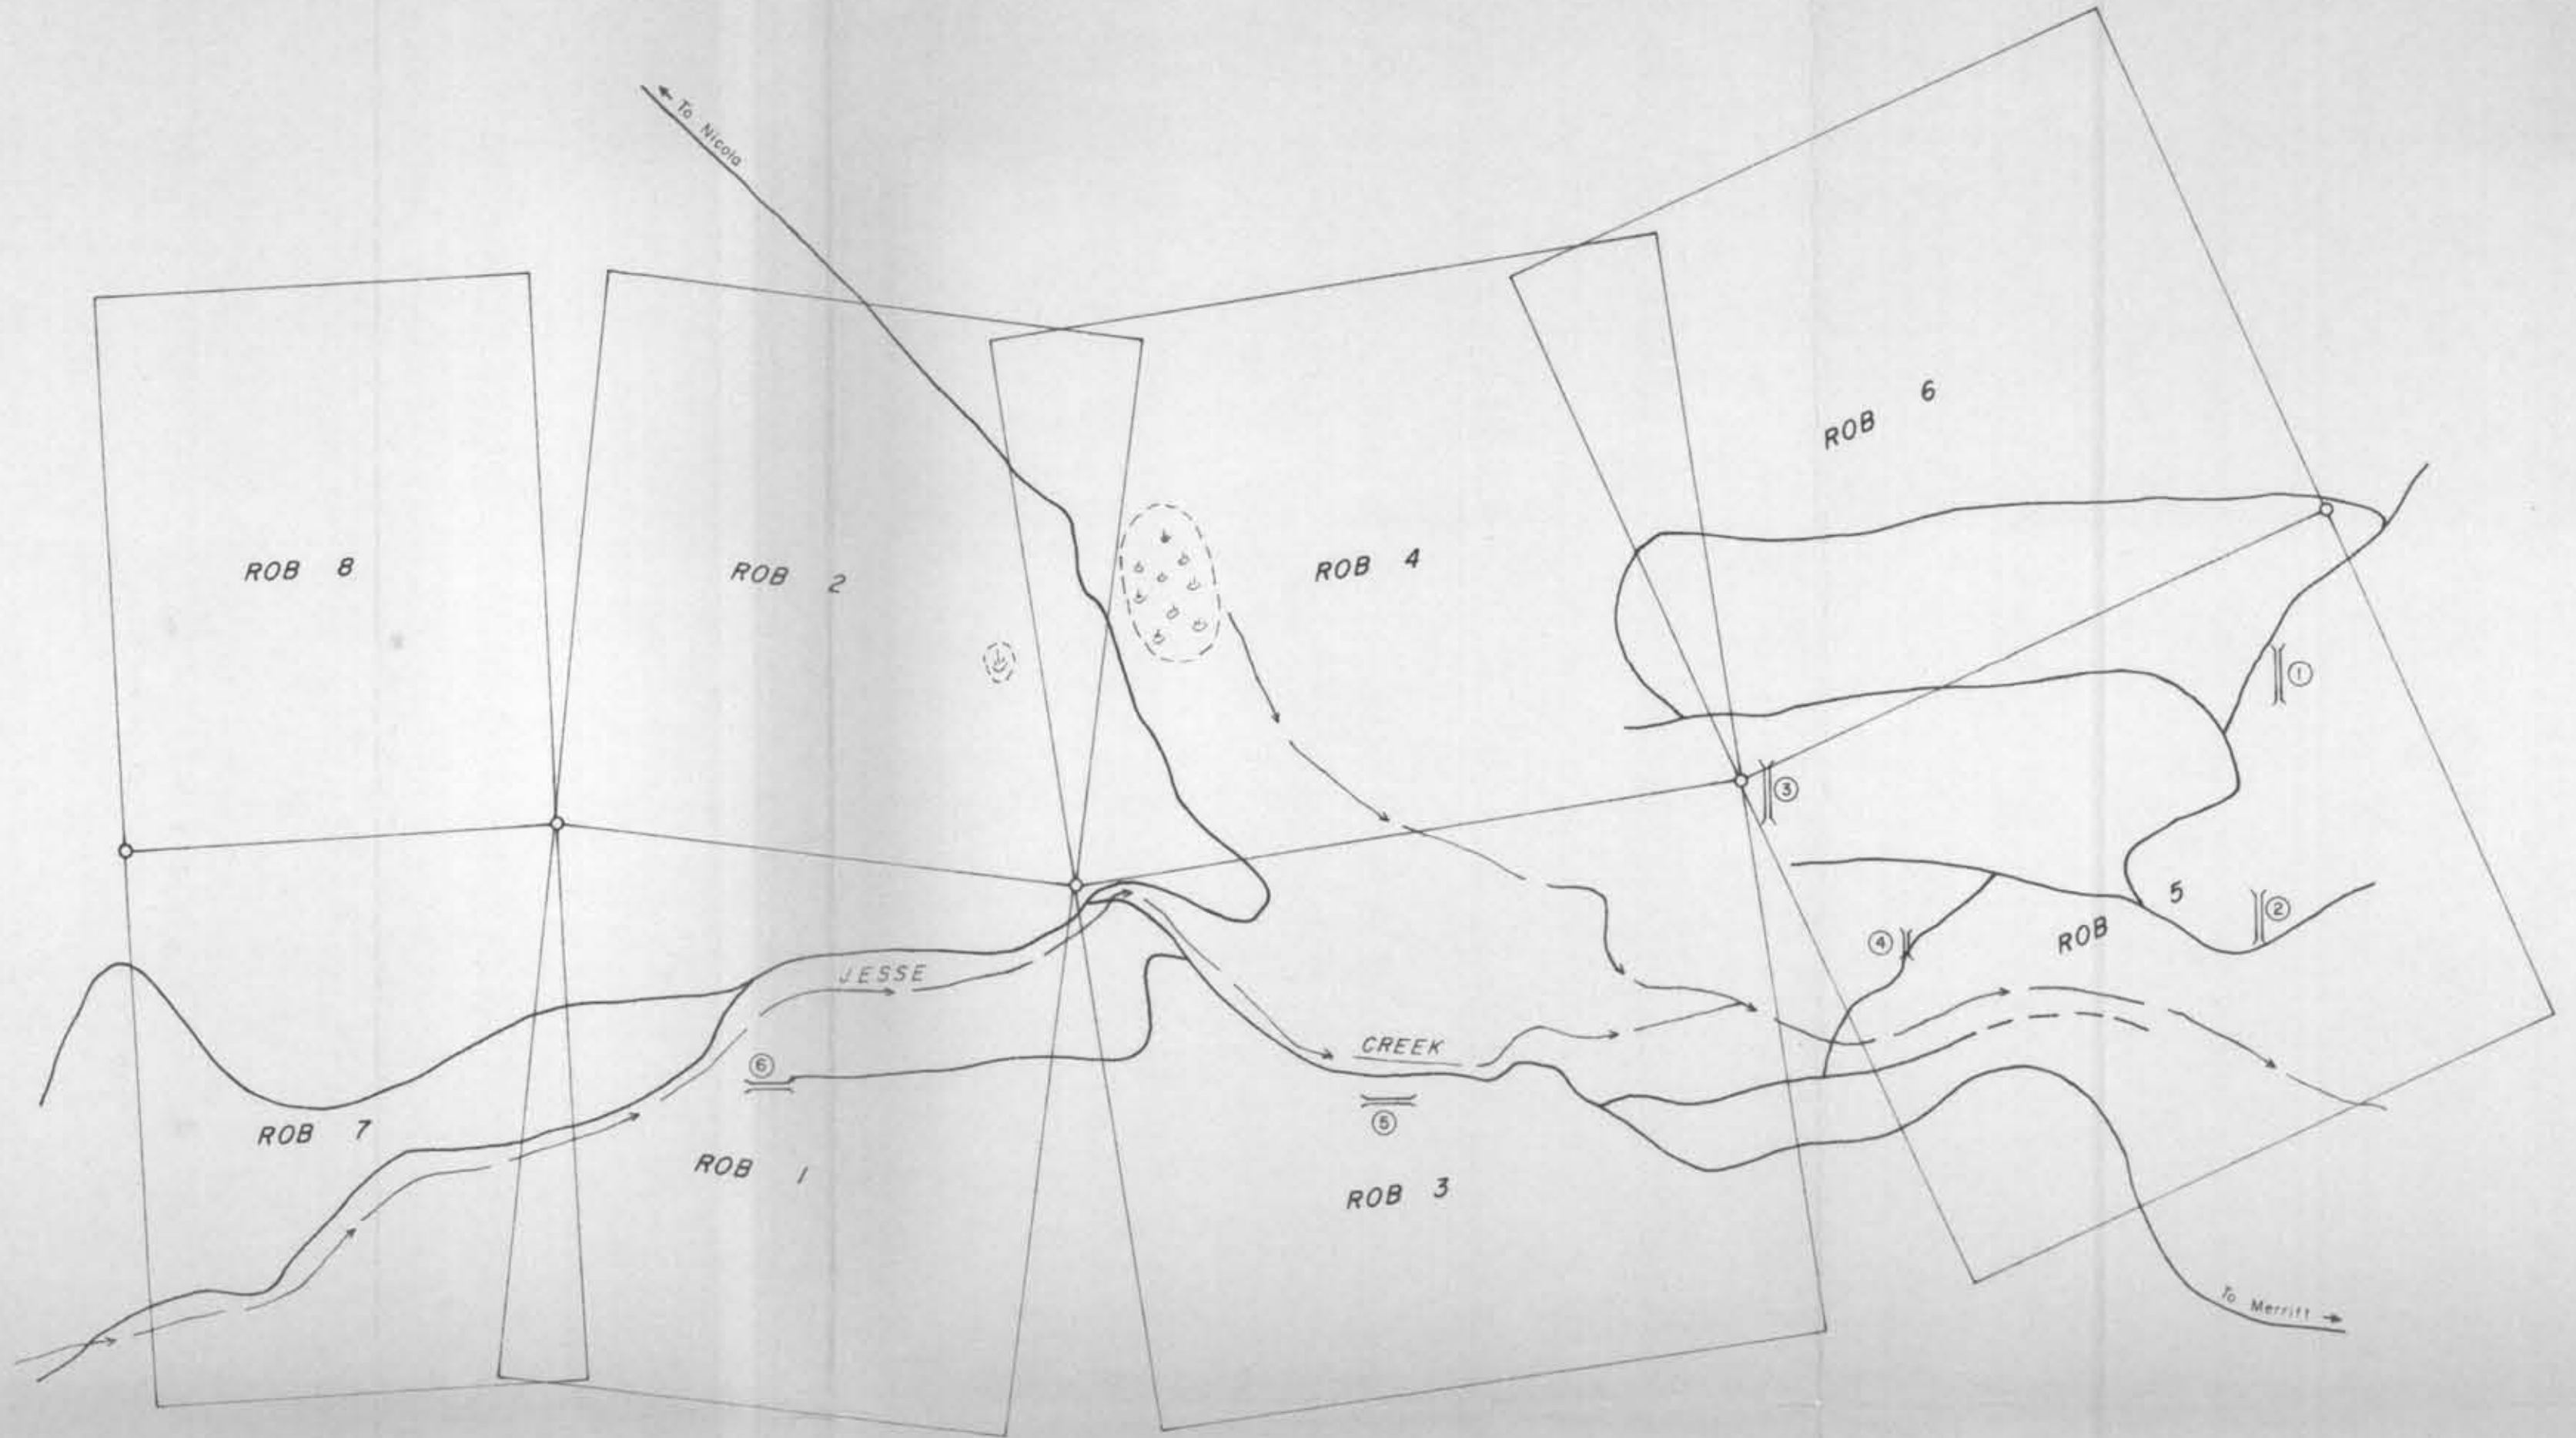 To Nicola
ROB 6
ROB 8
ROB 2
ROB 4
1
3
5
2
ROB
4
JESSE
CREEK
6
5
ROB 7
ROB 1
ROB 3
To Merritt